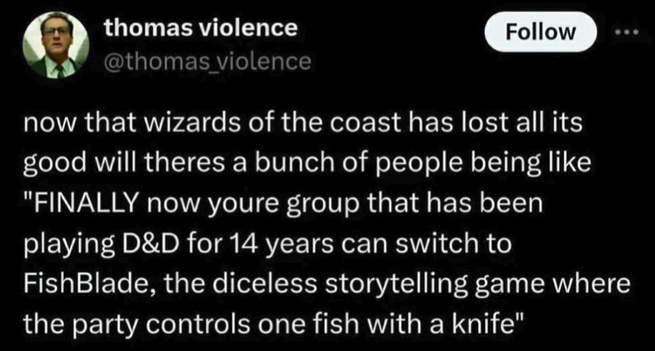 thomas violence
Follow ...
@thomas_violence
now that wizards of the coast has lost all its
good will theres a bunch of people being like
"FINALLY now youre group that has been
playing D&D for 14 years can switch to
FishBlade, the diceless storytelling game where
the party controls one fish with a knife"